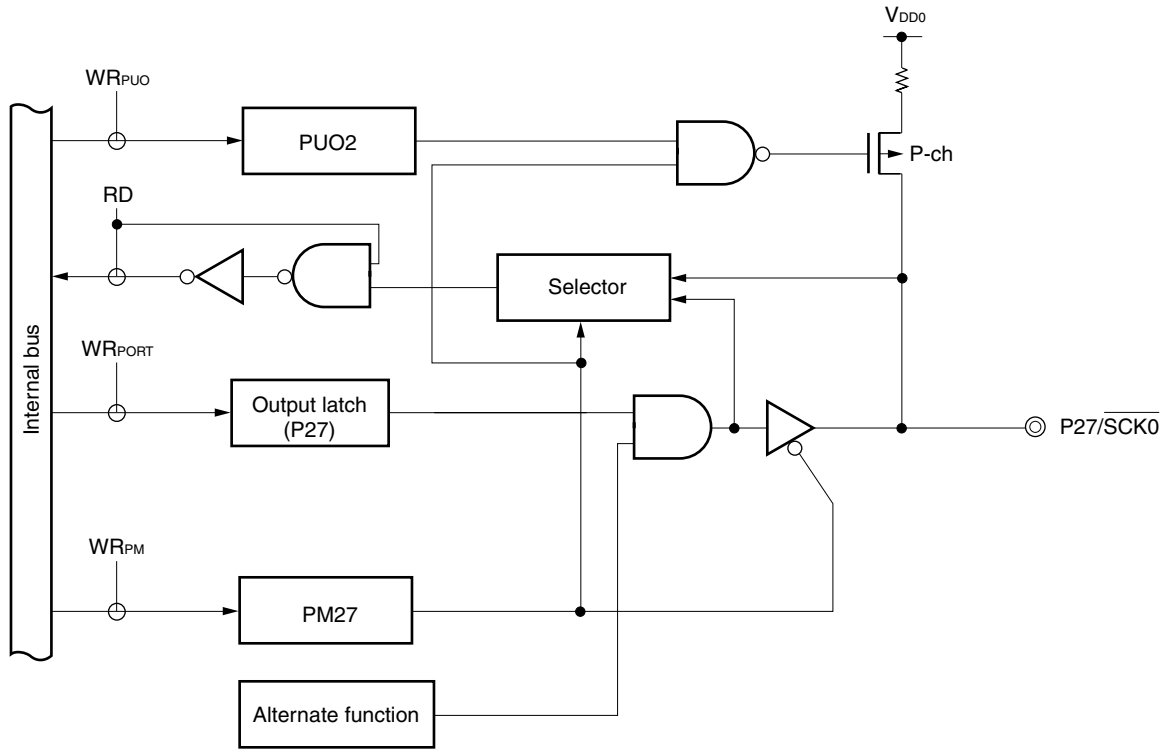 VDD0
WRPUO
PUO2
P-ch
RD
Selector
Internal bus
WRPORT
Output latch
(P27)
P27/SCK0
WRPM
PM27
Alternate function